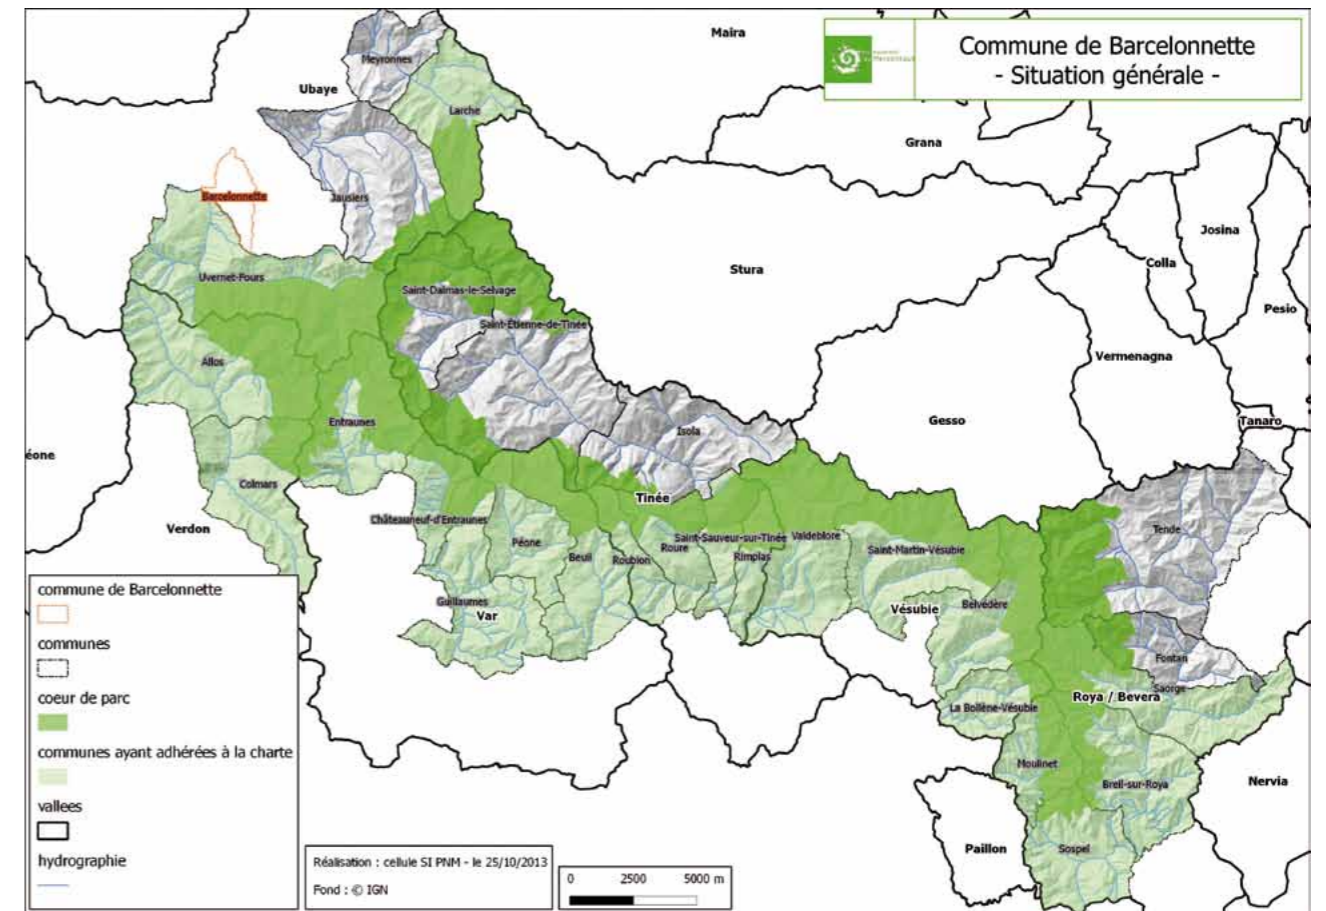 Commune de Barcelonnette
- Situation générale -
Maira
Meyronnes
Ubaye
Larche
Grana
Barcelonnette
Jausiers
Josina
Colla
Stura
Uvernet-Fours
Saint-Dalmas-le-Selvage
Pesio
Saint-Étienne-de-Tinée
Vermenagna
Allos
Entraunes
Isola
Gesso
Tanaro
éone
Colmars
Tinée
Verdon
Châteauneuf-d'Entraunes
Tende
Péone
Beuil
Roubion
Roure
Saint-Sauveur-sur-Tinée
Rimplas
Valdeblore
Saint-Martin-Vésubie
Guillaumes
Var
Vésubie
Belvédère
Fontan
Saorge
Roya / Bevera
La Bollène-Vésubie
Moulinet
Breil-sur-Roya
Nervia
Paillon
Sospel
commune de Barcelonnette
communes
coeur de parc
communes ayant adhérées à la charte
vallees
hydrographie
Réalisation : cellule SI PNM - le 25/10/2013
Fond : © IGN
0 2500 5000 m